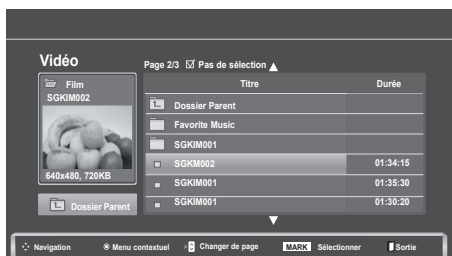 Vidéo
Page 2/3 Pas de sélection
Film
SGKIM002
640x480, 720KB
Dossier Parent
Titre Durée
Dossier Parent
Favorite Music
SGKIM001
SGKM002 01:34:15
SGKIM001 01:35:30
SGKIM001 01:30:20
Navigation Menu contextuel Changer de page MARK Sélectionner Sortie